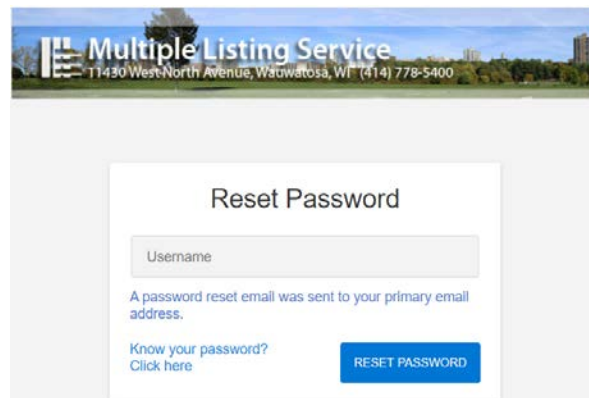 Multiple Listing Service
11430 West North Avenue, Wauwatosa, WI (414) 778-5400
Reset Password
Username
A password reset email was sent to your primary email
address.
Know your password?
Click here
RESET PASSWORD